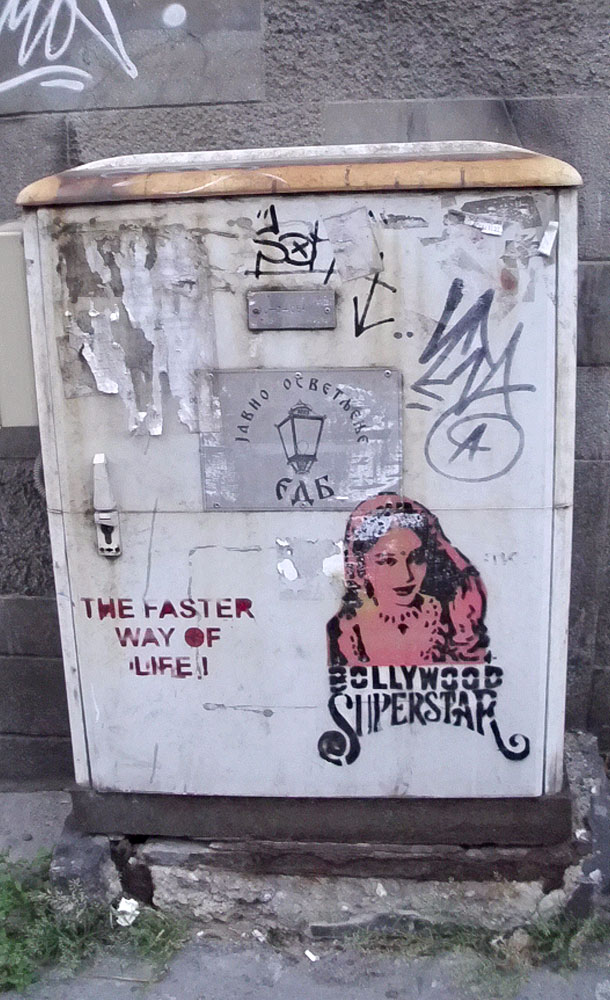 ЈАВНО ОСВЕТЉЕЊЕ
ЕДБ
THE FASTER
WAY OF
LIFE!
BOLLYWOOD
SUPERSTAR
A